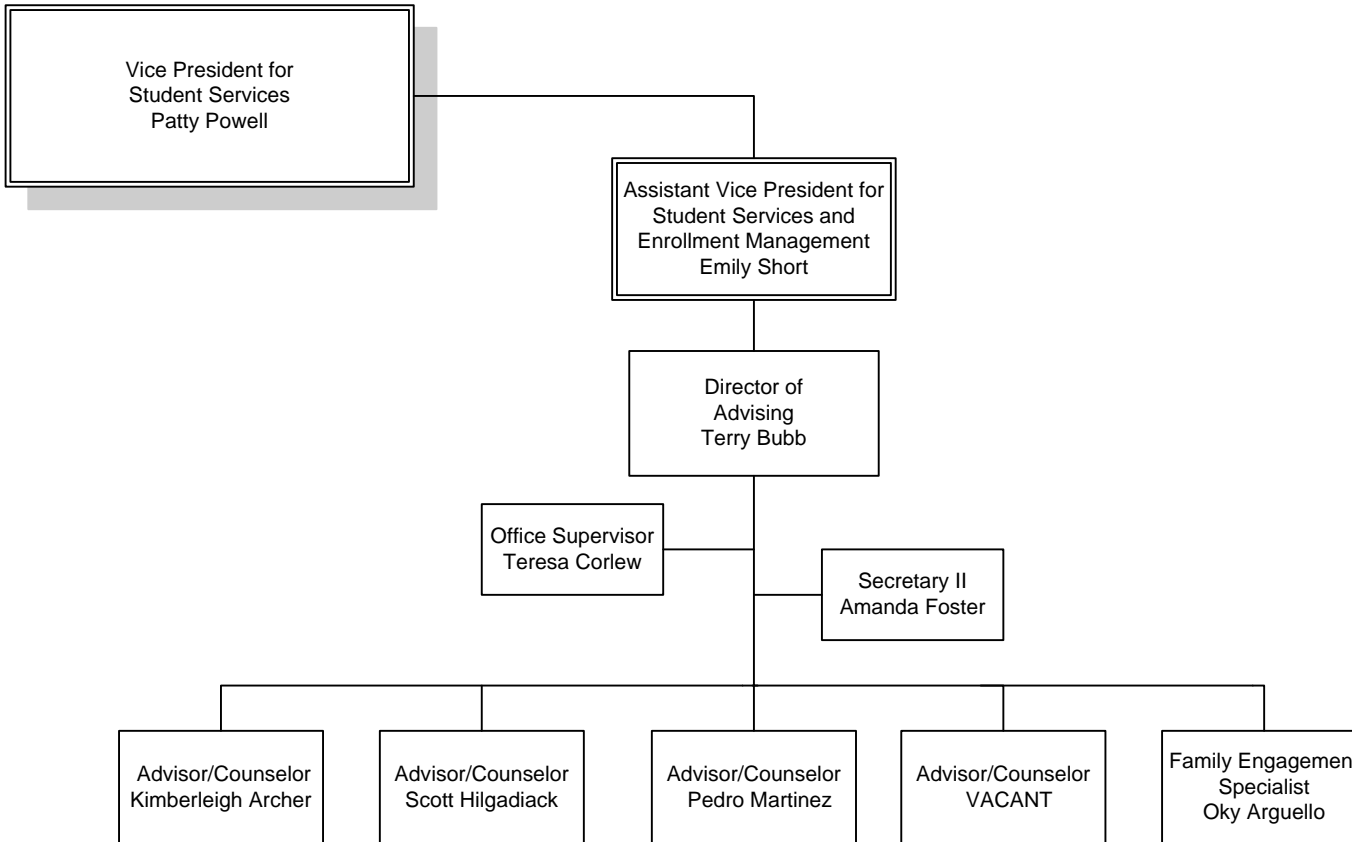 Vice President for
Student Services
Patty Powell
Assistant Vice President for
Student Services and
Enrollment Management
Emily Short
Director of
Advising
Terry Bubb
Office Supervisor
Teresa Corlew
Secretary II
Amanda Foster
Advisor/Counselor
Kimberleigh Archer
Advisor/Counselor
Scott Hilgadiack
Advisor/Counselor
Pedro Martinez
Advisor/Counselor
VACANT
Family Engagemen
Specialist
Oky Arguello